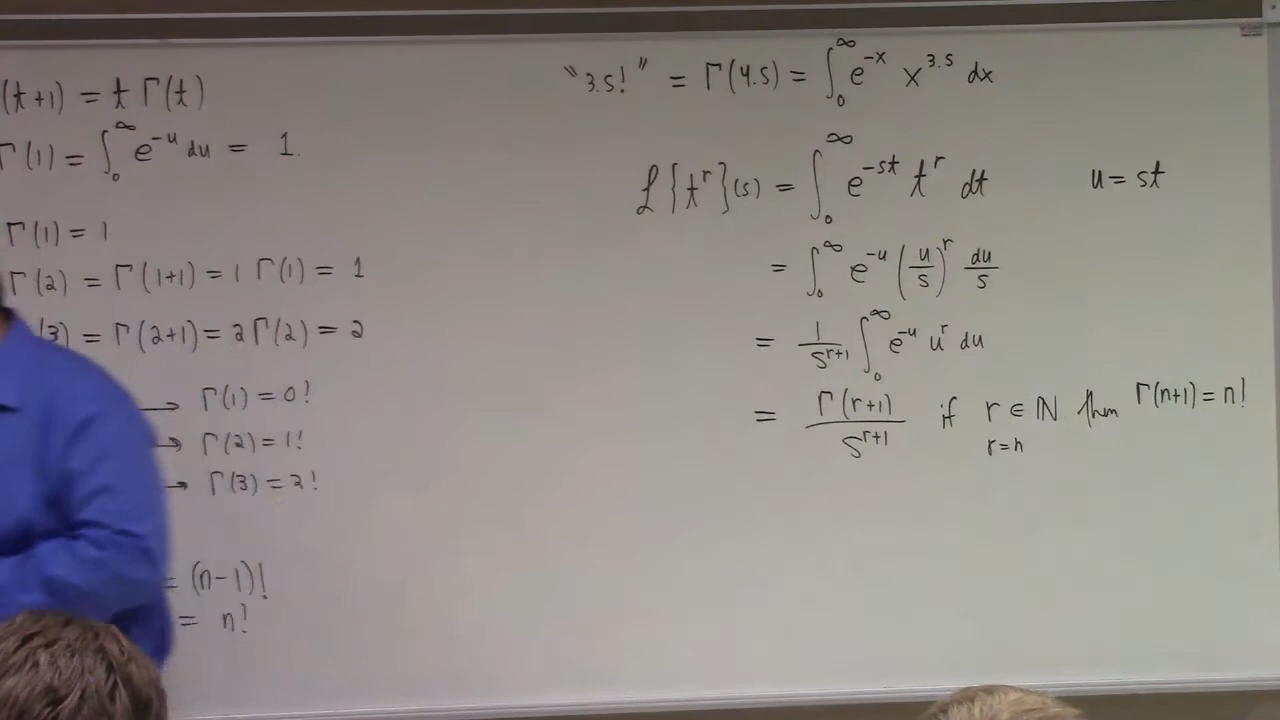 (t+1) = t Γ(t)
Γ(1) = ∫₀^∞ e^{-u} du = 1.
Γ(1) = 1
Γ(2) = Γ(1+1) = 1 Γ(1) = 1
(3) = Γ(2+1) = 2 Γ(2) = 2
→ Γ(1) = 0!
→ Γ(2) = 1!
→ Γ(3) = 2!
= (n-1)!
= n!
"3.5!" = Γ(4.5) = ∫₀^∞ e^{-x} x^{3.5} dx
ℒ{t^r}(s) = ∫₀^∞ e^{-st} t^r dt u = st
= ∫₀^∞ e^{-u} (u/s)^r du/s
= 1/s^{r+1} ∫₀^∞ e^{-u} u^r du
= Γ(r+1)/s^{r+1} if r ∈ ℕ then Γ(n+1) = n!
r=n